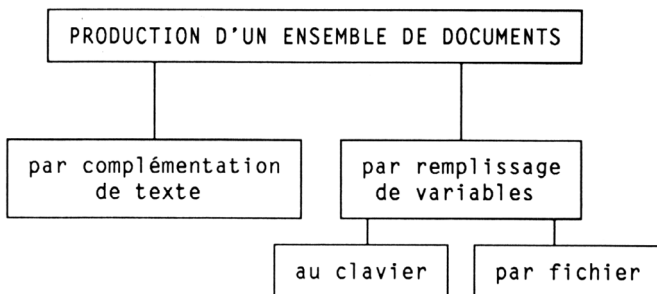 PRODUCTION D'UN ENSEMBLE DE DOCUMENTS
par complémentation
de texte
par remplissage
de variables
au clavier
par fichier